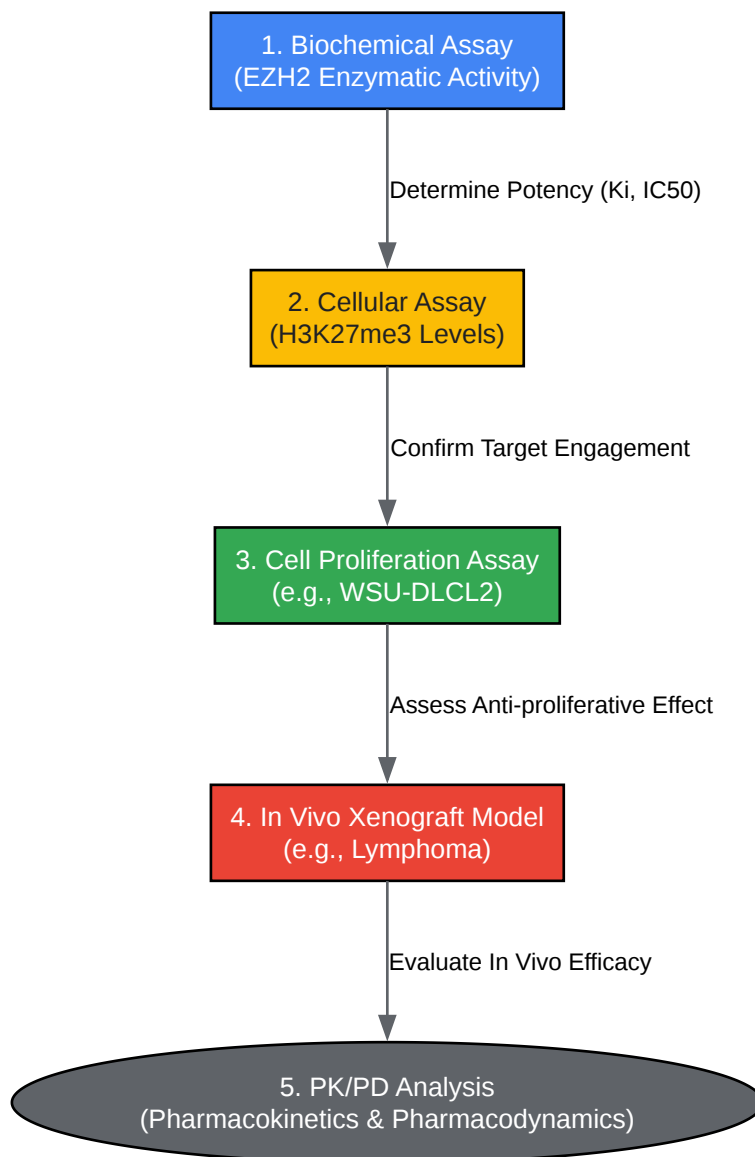 1. Biochemical Assay
(EZH2 Enzymatic Activity)
Determine Potency (Ki, IC50)
2. Cellular Assay
(H3K27me3 Levels)
Confirm Target Engagement
3. Cell Proliferation Assay
(e.g., WSU-DLCL2)
Assess Anti-proliferative Effect
4. In Vivo Xenograft Model
(e.g., Lymphoma)
Evaluate In Vivo Efficacy
5. PK/PD Analysis
(Pharmacokinetics & Pharmacodynamics)